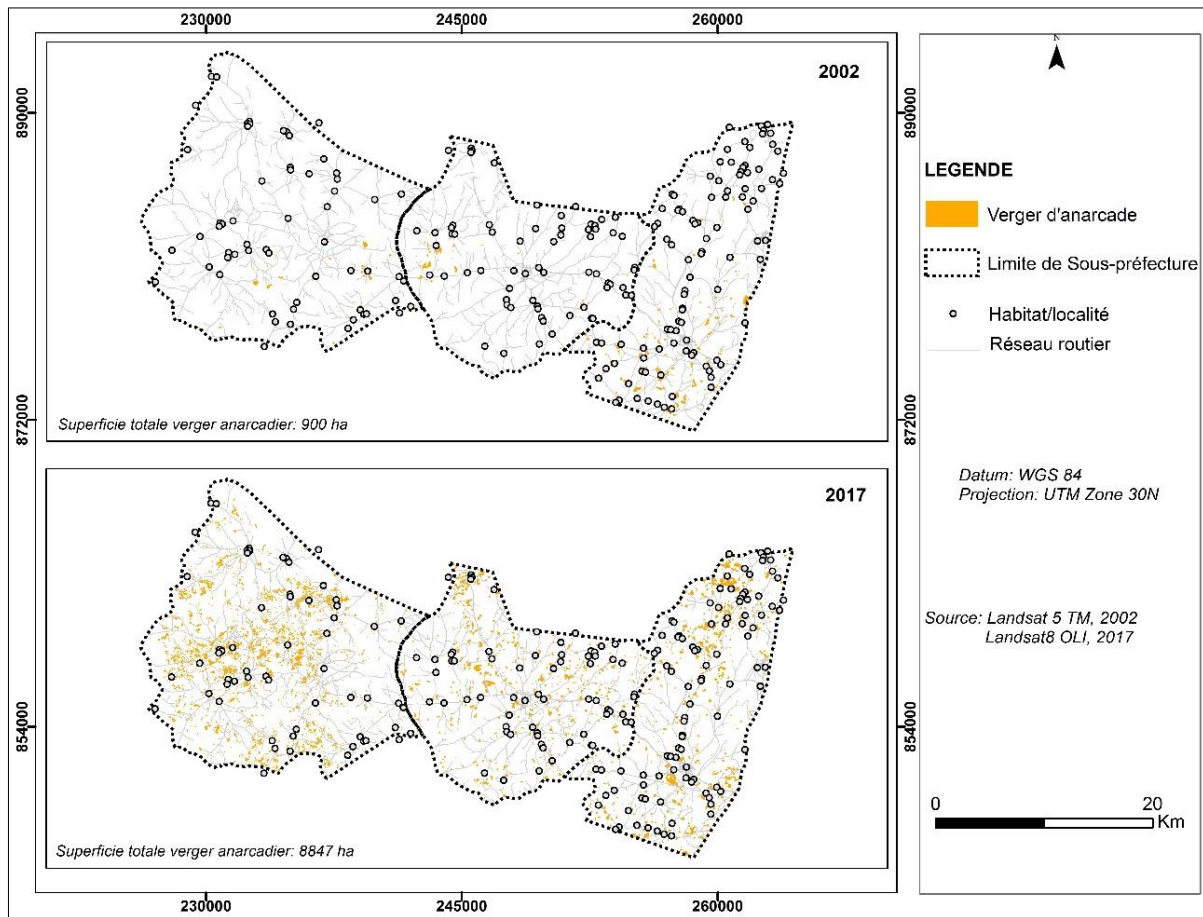 230000 245000 260000
2002
890000 890000
872000 872000
Superficie totale verger anarcadier: 900 ha
2017
854000 854000
Superficie totale verger anarcadier: 8847 ha
230000 245000 260000
N
LEGENDE
Verger d'anarcade
Limite de Sous-préfecture
Habitat/localité
Réseau routier
Datum: WGS 84
Projection: UTM Zone 30N
Source: Landsat 5 TM, 2002
Landsat8 OLI, 2017
0 20
Km